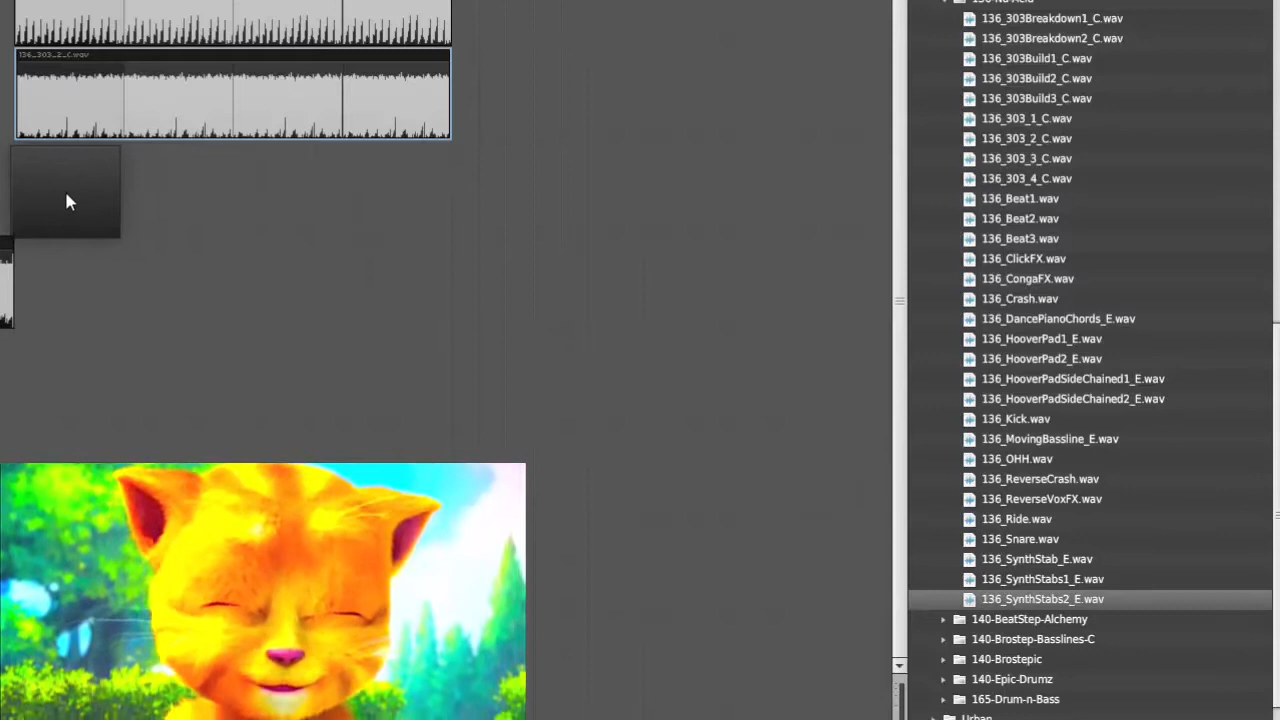 136_303_2_C.wav
136_303Breakdown1_C.wav
136_303Breakdown2_C.wav
136_303Build1_C.wav
136_303Build2_C.wav
136_303Build3_C.wav
136_303_1_C.wav
136_303_2_C.wav
136_303_3_C.wav
136_303_4_C.wav
136_Beat1.wav
136_Beat2.wav
136_Beat3.wav
136_ClickFX.wav
136_CongaFX.wav
136_Crash.wav
136_DancePianoChords_E.wav
136_HooverPad1_E.wav
136_HooverPad2_E.wav
136_HooverPadSideChained1_E.wav
136_HooverPadSideChained2_E.wav
136_Kick.wav
136_MovingBassline_E.wav
136_OHH.wav
136_ReverseCrash.wav
136_ReverseVoxFX.wav
136_Ride.wav
136_Snare.wav
136_SynthStab_E.wav
136_SynthStabs1_E.wav
136_SynthStabs2_E.wav
140-BeatStep-Alchemy
140-Brostep-Basslines-C
140-Brostepic
140-Epic-Drumz
165-Drum-n-Bass
Urban